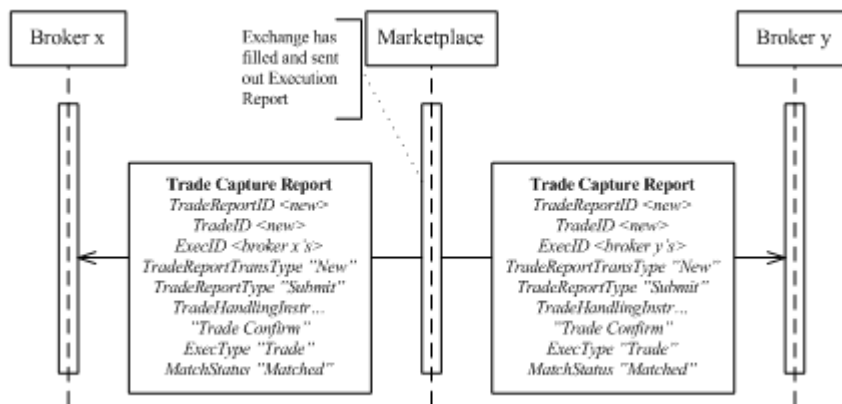 Broker x
Exchange has
filled and sent
out Execution
Report
Marketplace
Broker y
Trade Capture Report
TradeReportID <new>
TradeID <new>
ExecID <broker x's>
TradeReportTransType "New"
TradeReportType "Submit"
TradeHandlingInstr...
"Trade Confirm"
ExecType "Trade"
MatchStatus "Matched"
Trade Capture Report
TradeReportID <new>
TradeID <new>
ExecID <broker y's>
TradeReportTransType "New"
TradeReportType "Submit"
TradeHandlingInstr...
"Trade Confirm"
ExecType "Trade"
MatchStatus "Matched"